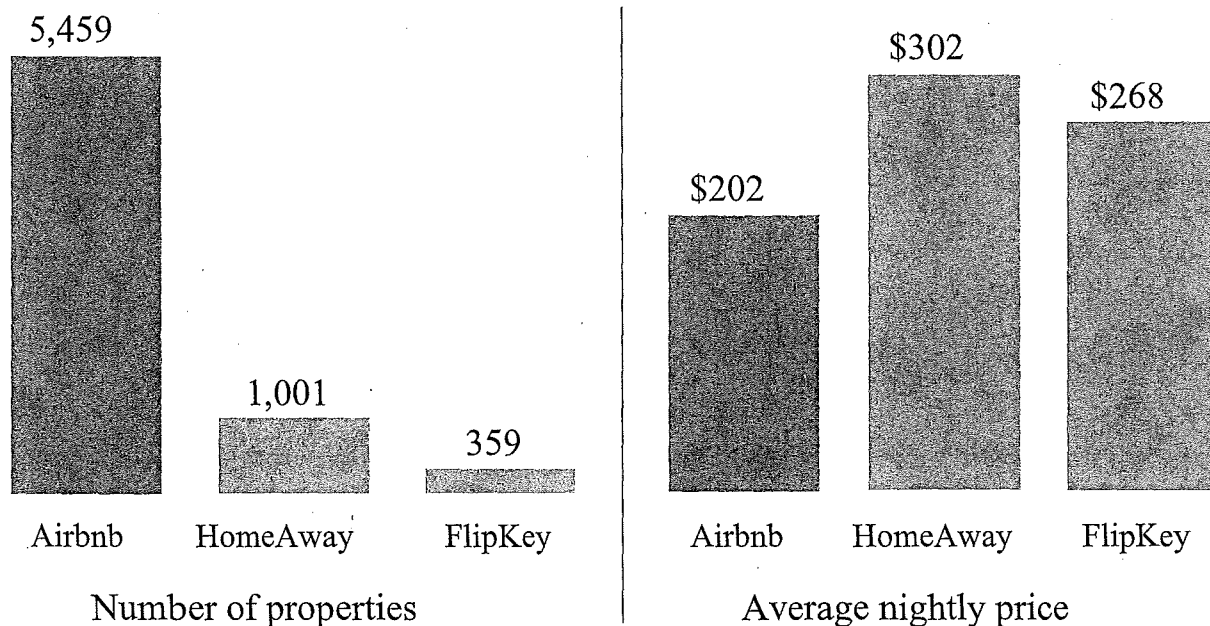 5,459
1,001
359
Airbnb HomeAway FlipKey
Number of properties
$302
$268
$202
Airbnb HomeAway FlipKey
Average nightly price